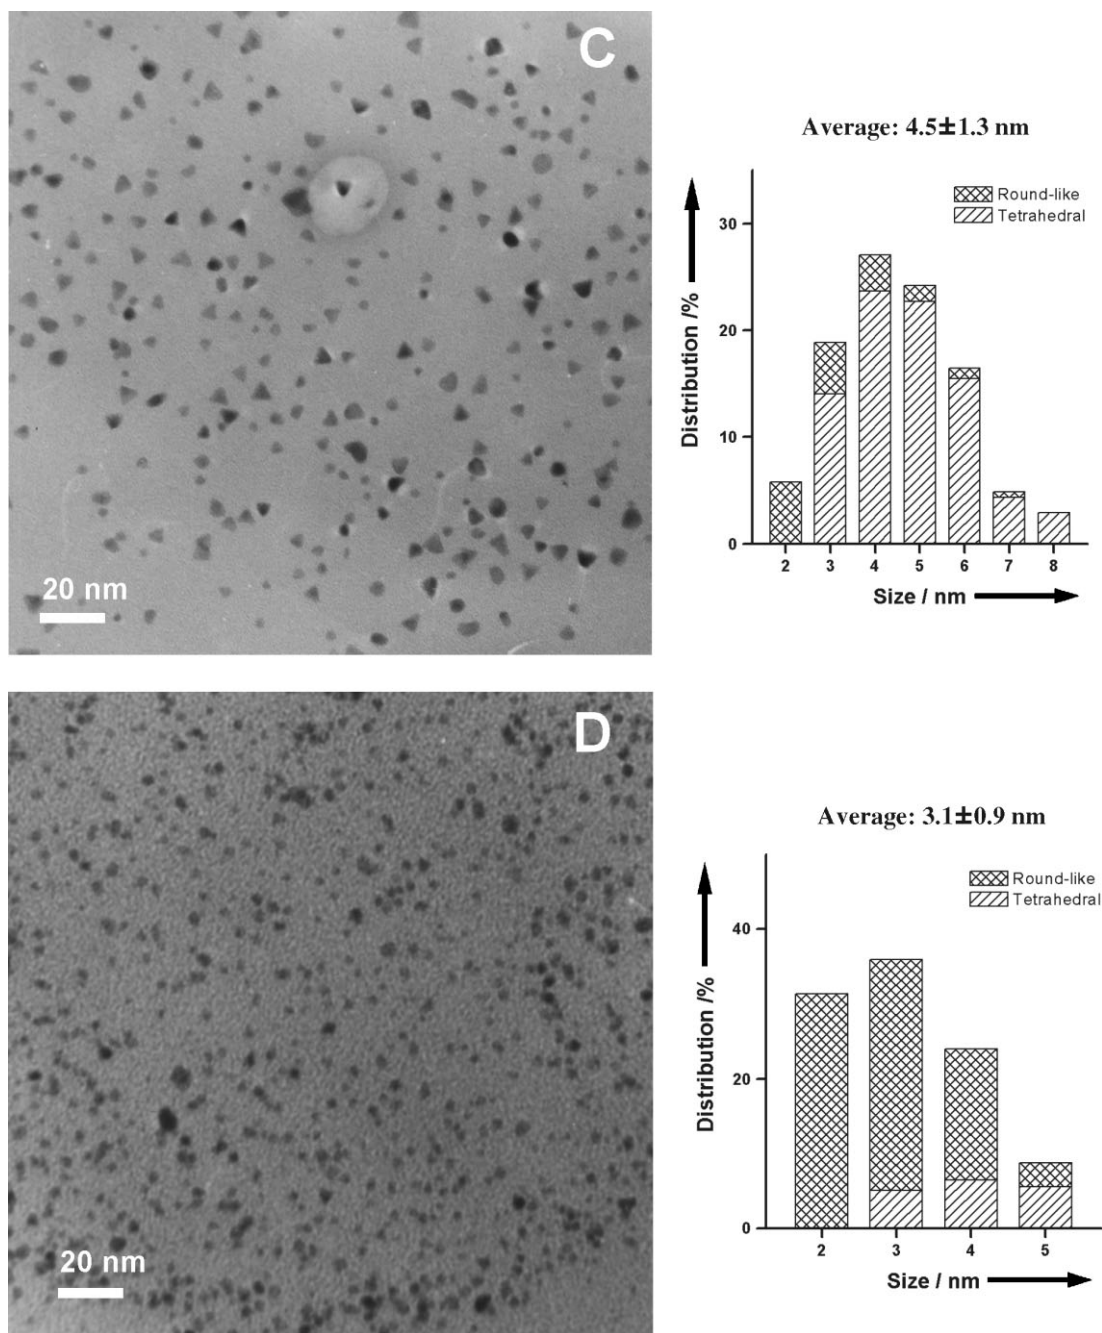 C
20 nm
Average: 4.5±1.3 nm
Round-like
Tetrahedral
Distribution /%
30
20
10
0
2 3 4 5 6 7 8
Size / nm
D
20 nm
Average: 3.1±0.9 nm
Round-like
Tetrahedral
Distribution /%
40
20
0
2 3 4 5
Size / nm